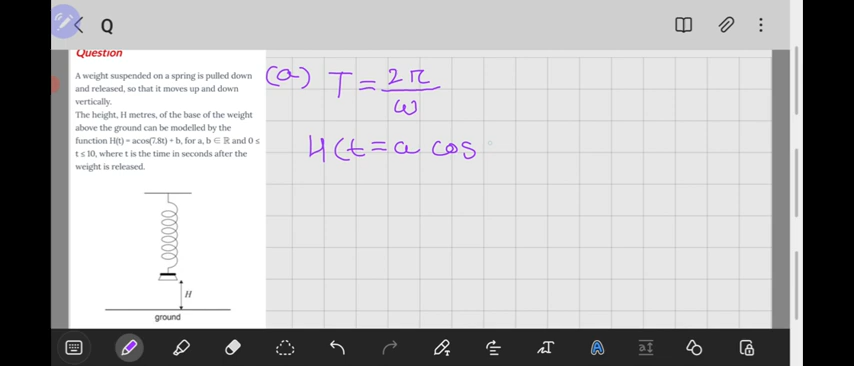 Q
Question
A weight suspended on a spring is pulled down
and released, so that it moves up and down
vertically.
The height, H metres, of the base of the weight
above the ground can be modelled by the
function H(t) = acos(7.8t) + b, for a, b ∈ ℝ and 0 ≤
t ≤ 10, where t is the time in seconds after the
weight is released.
H
ground
(a) T = 2π/ω
H(t = a cos